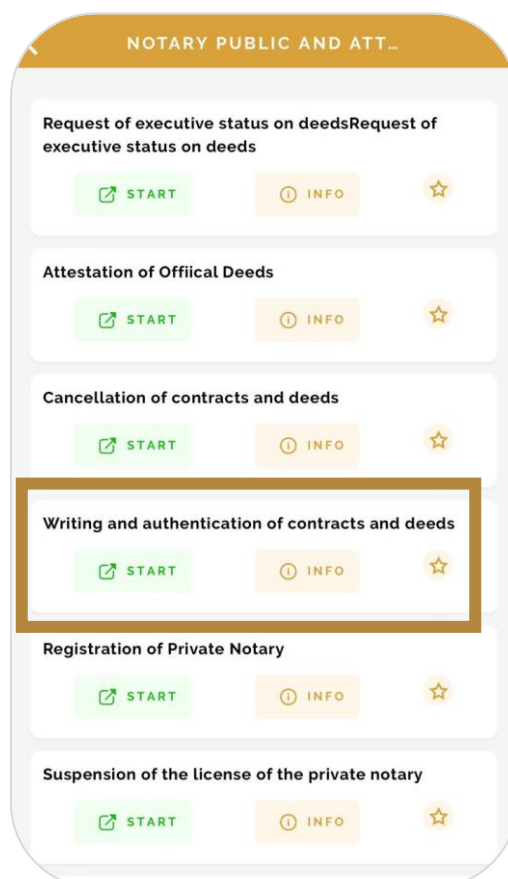 NOTARY PUBLIC AND ATT...
Request of executive status on deedsRequest of
executive status on deeds
START INFO
Attestation of Offiical Deeds
START INFO
Cancellation of contracts and deeds
START INFO
Writing and authentication of contracts and deeds
START INFO
Registration of Private Notary
START INFO
Suspension of the license of the private notary
START INFO